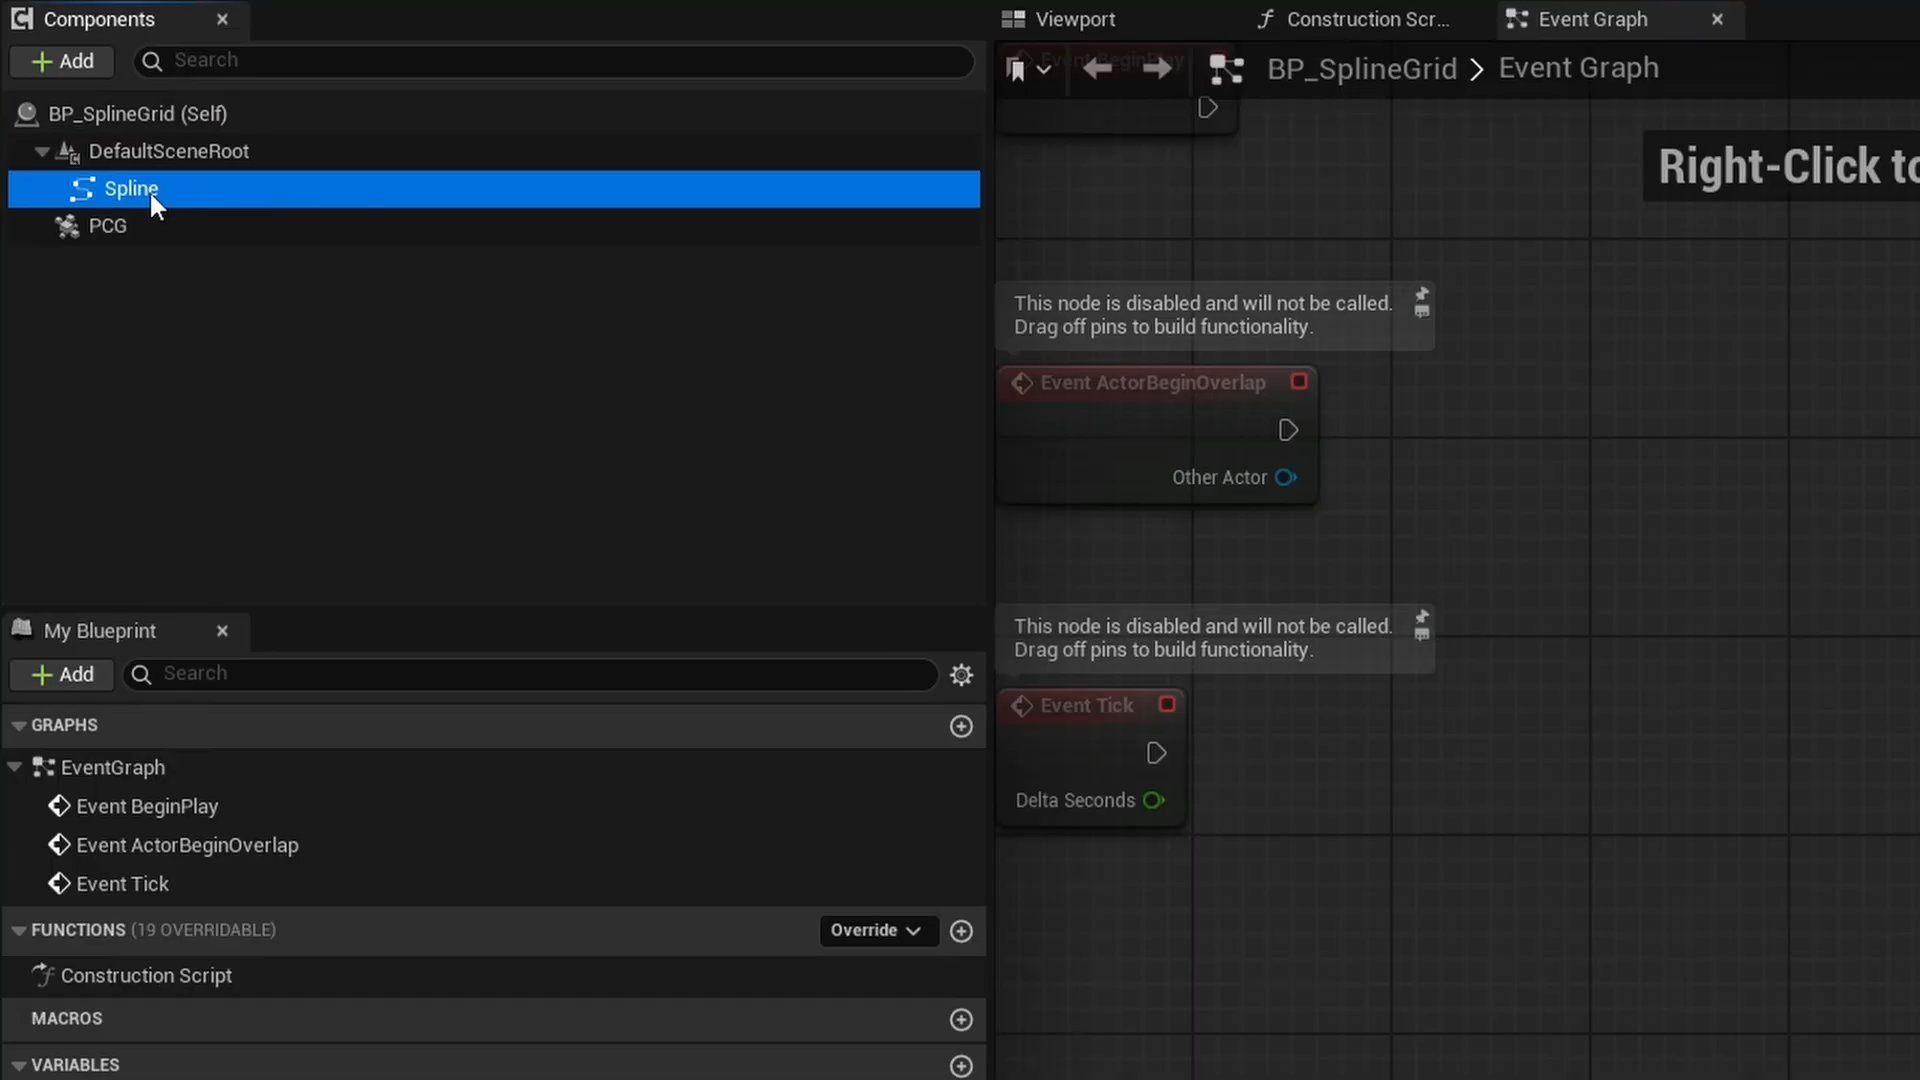 Components
Add
Search
BP_SplineGrid (Self)
DefaultSceneRoot
Spline
PCG
My Blueprint
Add
Search
GRAPHS
EventGraph
Event BeginPlay
Event ActorBeginOverlap
Event Tick
FUNCTIONS (19 OVERRIDABLE)
Override
Construction Script
MACROS
VARIABLES
Viewport
Construction Scr...
Event Graph
Event BeginPlay
BP_SplineGrid > Event Graph
Right-Click to
This node is disabled and will not be called.
Drag off pins to build functionality.
Event ActorBeginOverlap
Other Actor
This node is disabled and will not be called.
Drag off pins to build functionality.
Event Tick
Delta Seconds